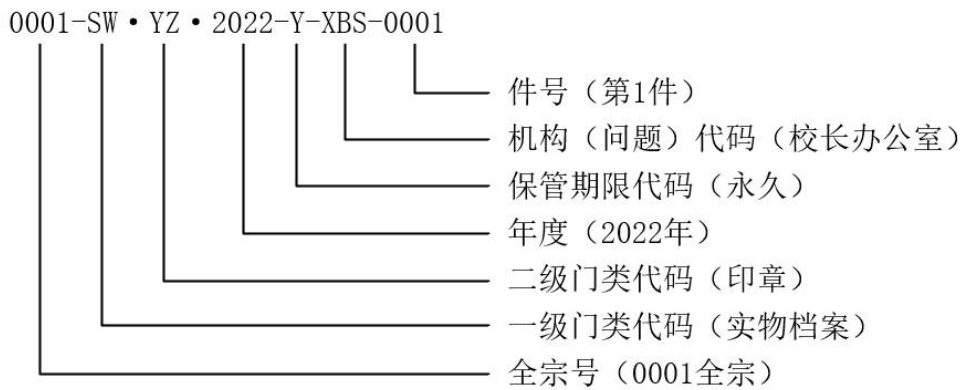 0001-SW·YZ·2022-Y-XBS-0001
件号（第1件）
机构（问题）代码（校长办公室）
保管期限代码（永久）
年度（2022年）
二级门类代码（印章）
一级门类代码（实物档案）
全宗号（0001全宗）